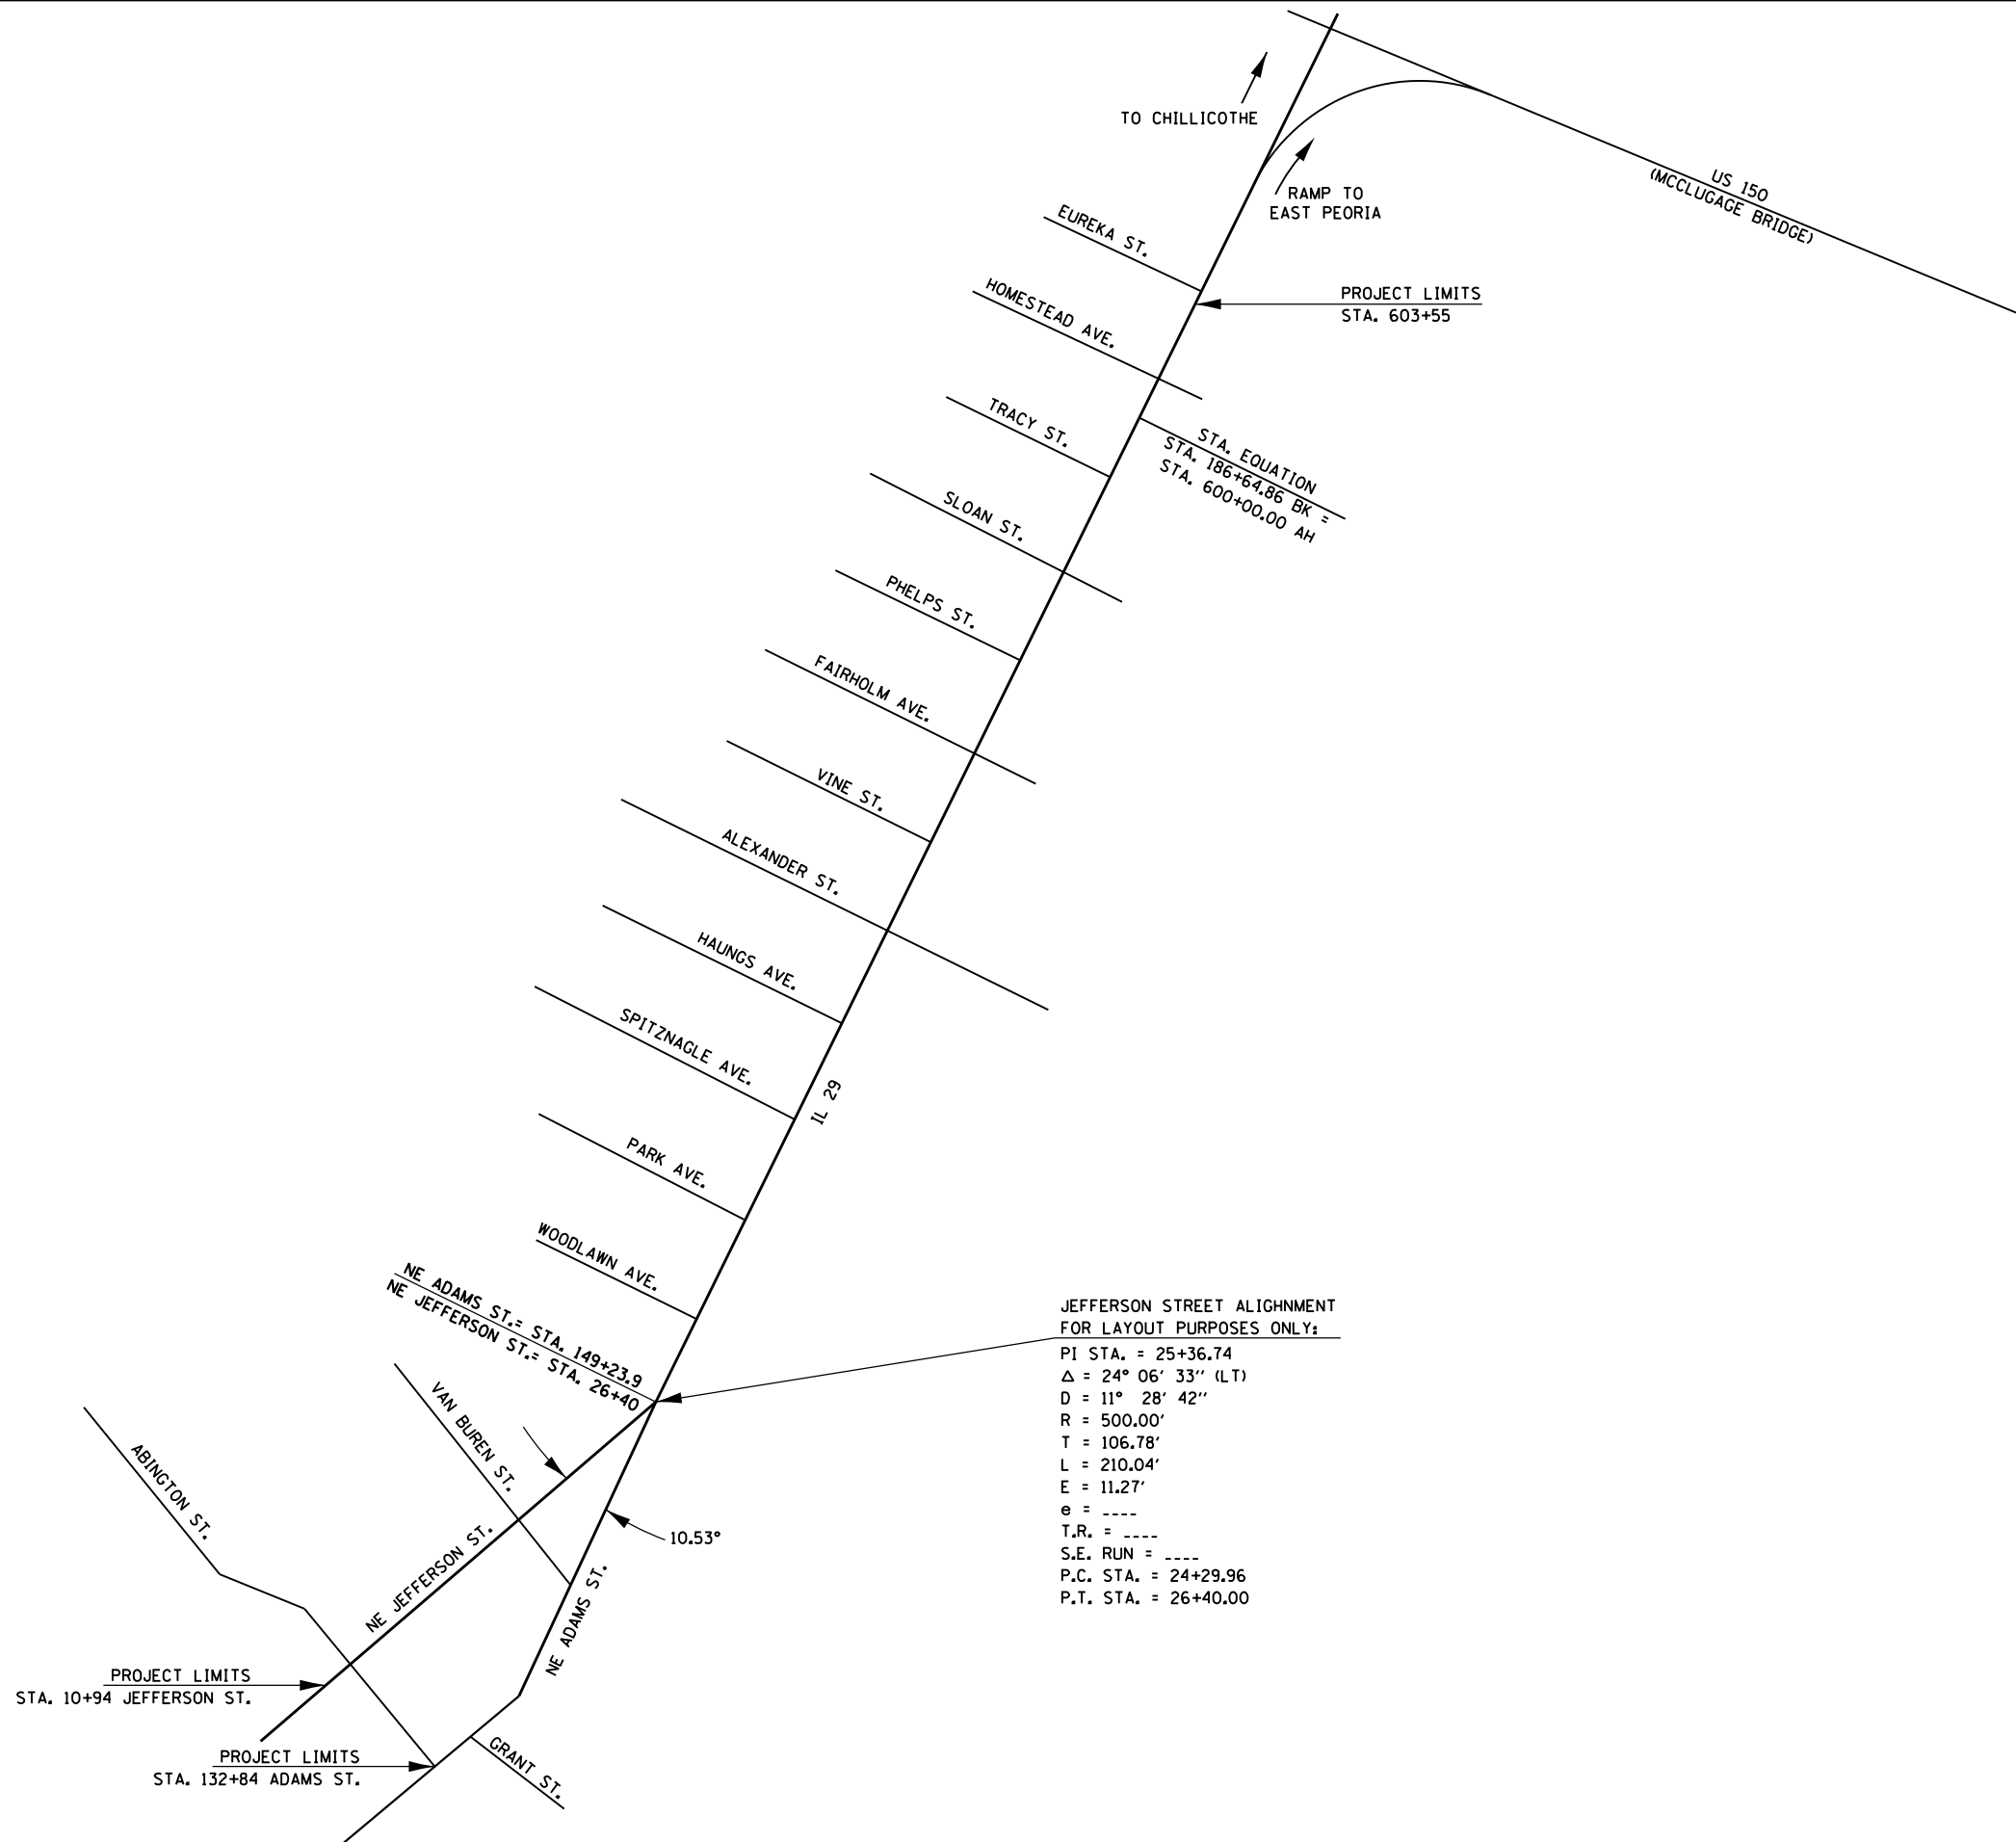 TO CHILLICOTHE
RAMP TO
EAST PEORIA
US 150
(MCCLUGAGE BRIDGE)
EUREKA ST.
PROJECT LIMITS
STA. 603+55
HOMESTEAD AVE.
TRACY ST.
STA. EQUATION
STA. 186+64.86 BK =
STA. 600+00.00 AH
SLOAN ST.
PHELPS ST.
FAIRHOLM AVE.
VINE ST.
ALEXANDER ST.
HAUNGS AVE.
SPITZNAGLE AVE.
IL 29
PARK AVE.
WOODLAWN AVE.
NE ADAMS ST.= STA. 149+23.9
NE JEFFERSON ST.= STA. 26+40
JEFFERSON STREET ALIGHNMENT
FOR LAYOUT PURPOSES ONLY:
PI STA. = 25+36.74
Δ = 24° 06' 33'' (LT)
D = 11° 28' 42''
R = 500.00'
T = 106.78'
L = 210.04'
E = 11.27'
e = ----
T.R. = ----
S.E. RUN = ----
P.C. STA. = 24+29.96
P.T. STA. = 26+40.00
VAN BUREN ST.
ABINGTON ST.
10.53°
NE JEFFERSON ST.
NE ADAMS ST.
PROJECT LIMITS
STA. 10+94 JEFFERSON ST.
PROJECT LIMITS
STA. 132+84 ADAMS ST.
GRANT ST.